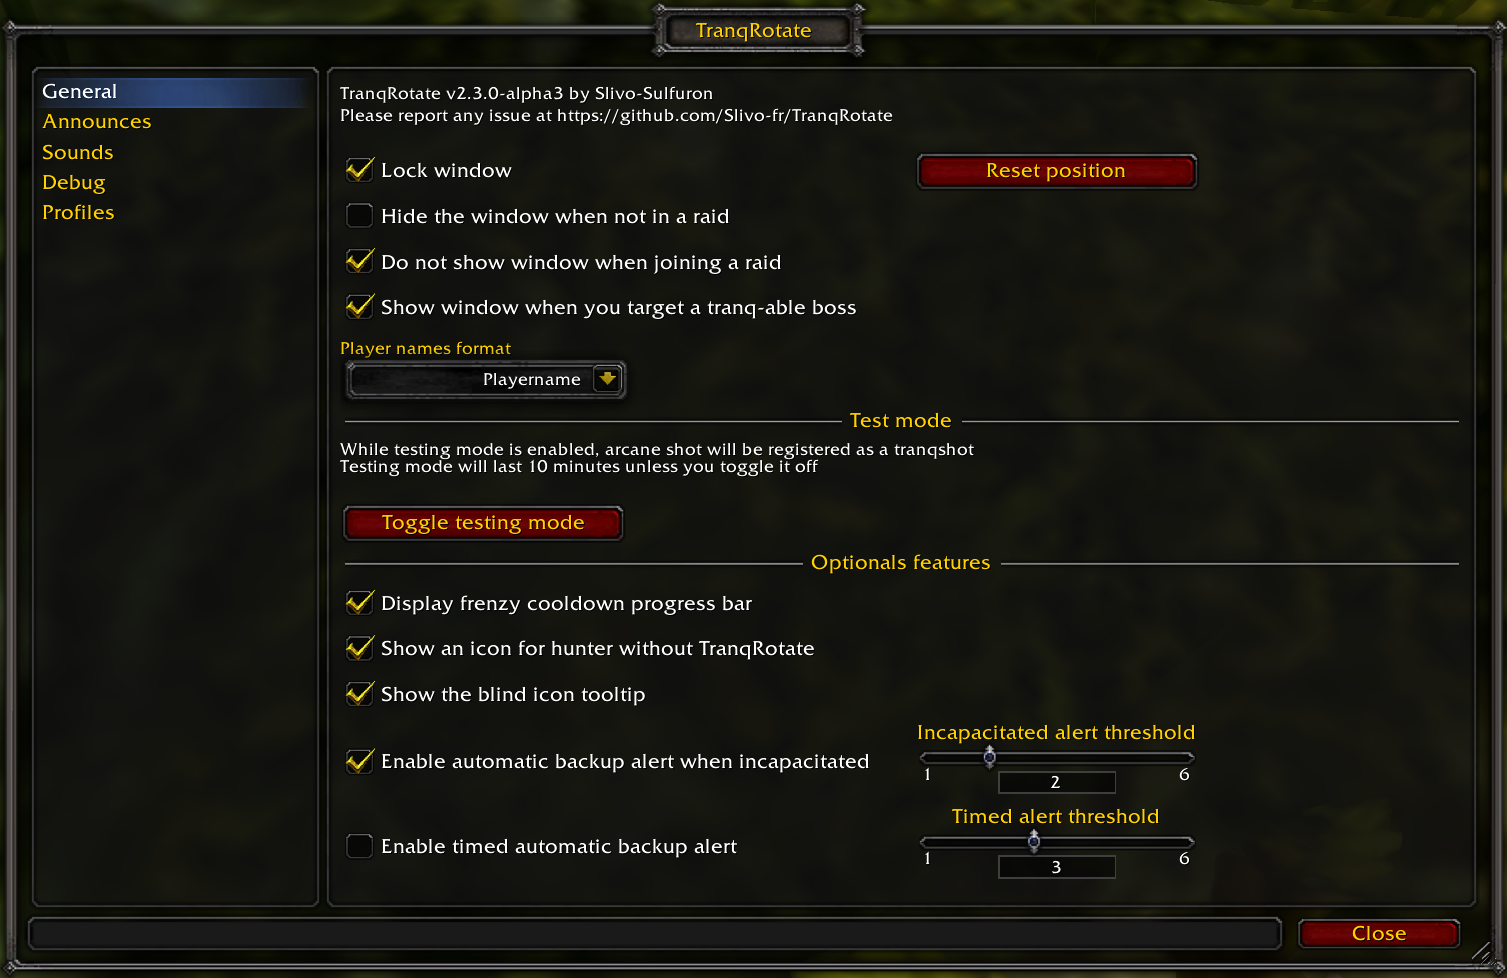 TranqRotate
General
Announces
Sounds
Debug
Profiles
TranqRotate v2.3.0-alpha3 by Slivo-Sulfuron
Please report any issue at https://github.com/Slivo-fr/TranqRotate
Lock window
Reset position
Hide the window when not in a raid
Do not show window when joining a raid
Show window when you target a tranq-able boss
Player names format
Playername
Test mode
While testing mode is enabled, arcane shot will be registered as a tranqshot
Testing mode will last 10 minutes unless you toggle it off
Toggle testing mode
Optionals features
Display frenzy cooldown progress bar
Show an icon for hunter without TranqRotate
Show the blind icon tooltip
Incapacitated alert threshold
Enable automatic backup alert when incapacitated
1 6
2
Timed alert threshold
Enable timed automatic backup alert
1 6
3
Close